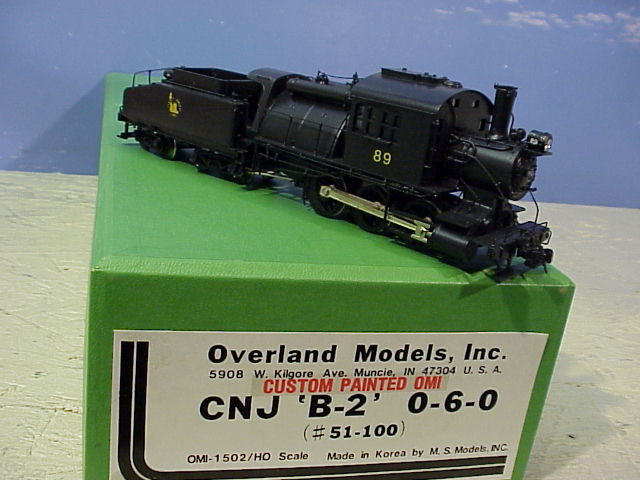 89
Overland Models, Inc.
5908 W. Kilgore Ave. Muncie, IN 47304 U. S. A.
CUSTOM PAINTED OMI
CNJ 'B-2' 0-6-0
(#51-100)
OMI-1502/HO Scale Made in Korea by M. S. Models, INC.